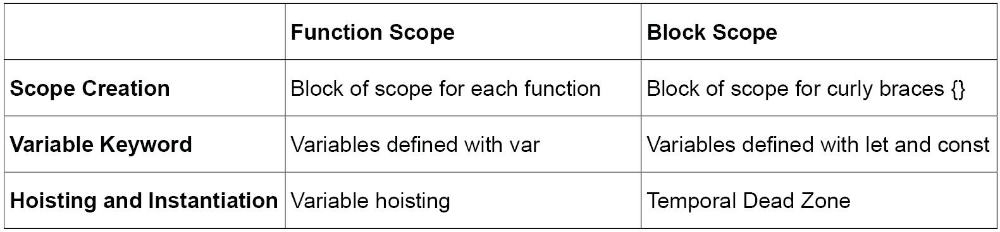 Function Scope Block Scope
Scope Creation Block of scope for each function Block of scope for curly braces {}
Variable Keyword Variables defined with var Variables defined with let and const
Hoisting and Instantiation Variable hoisting Temporal Dead Zone